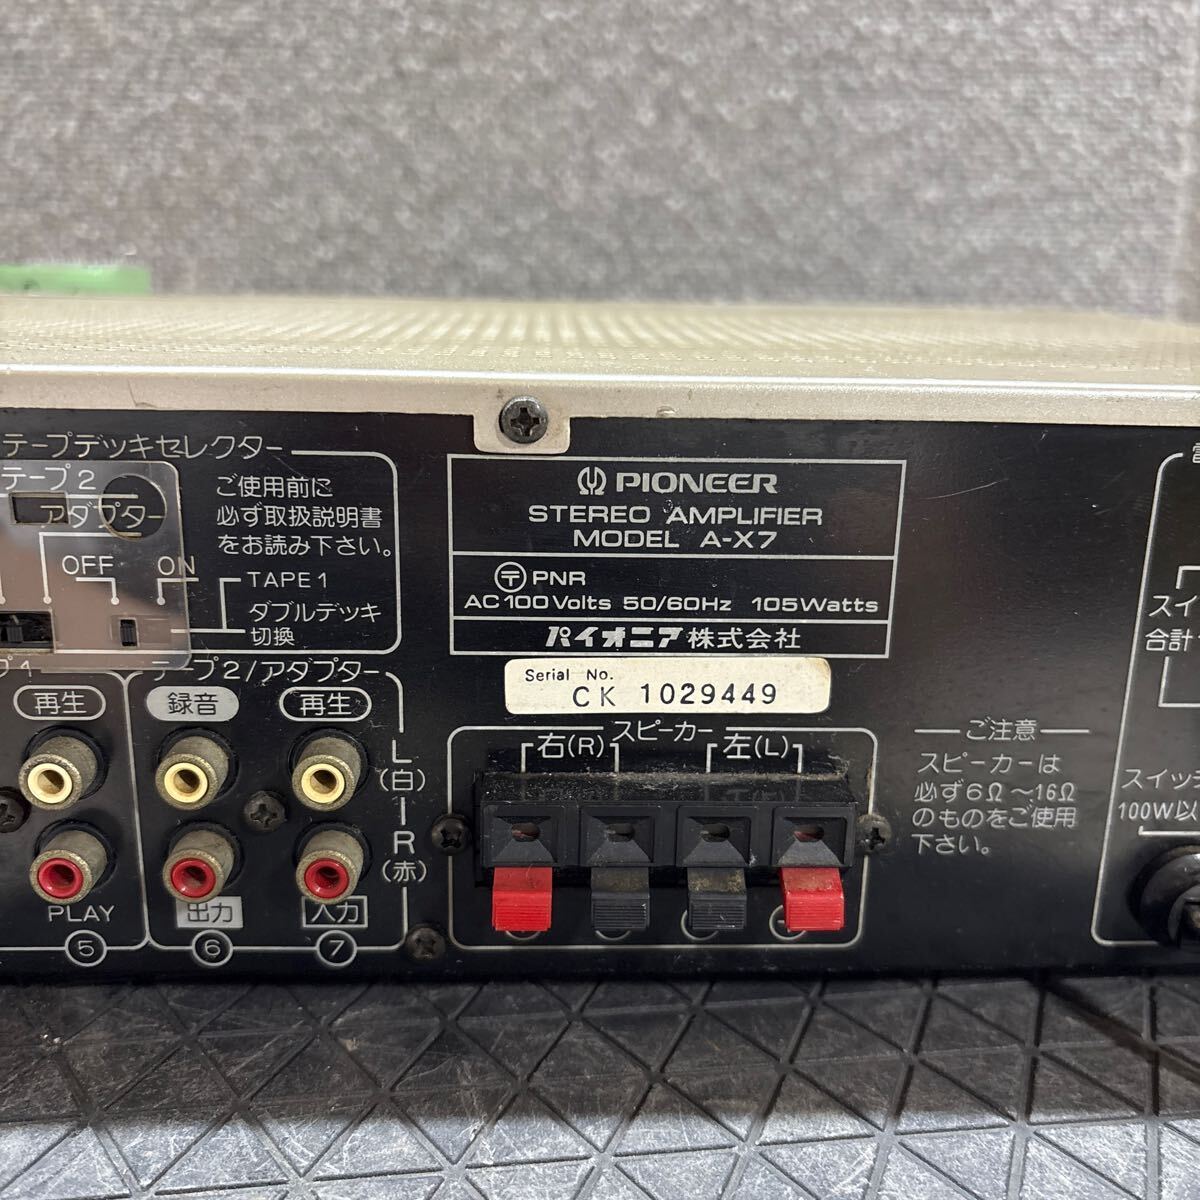 テープデッキセレクター
テープ2
アダプター
OFF
ON
ご使用前に
必ず取扱説明書
をお読み下さい。
TAPE 1
ダブルデッキ
切換
PIONEER
STEREO AMPLIFIER
MODEL A-X7
〒 PNR
AC 100 Volts 50/60Hz 105Watts
パイオニア株式会社
Serial No.
CK 1029449
プ1
テープ2/アダプター
再生
録音
再生
L
(白)
R
(赤)
PLAY
出力
入力
5
6
7
スピーカー
右(R)
左(L)
ご注意
スピーカーは
必ず6Ω〜16Ω
のものをご使用
下さい。
電
スイ
合計
スイッチ
100W以